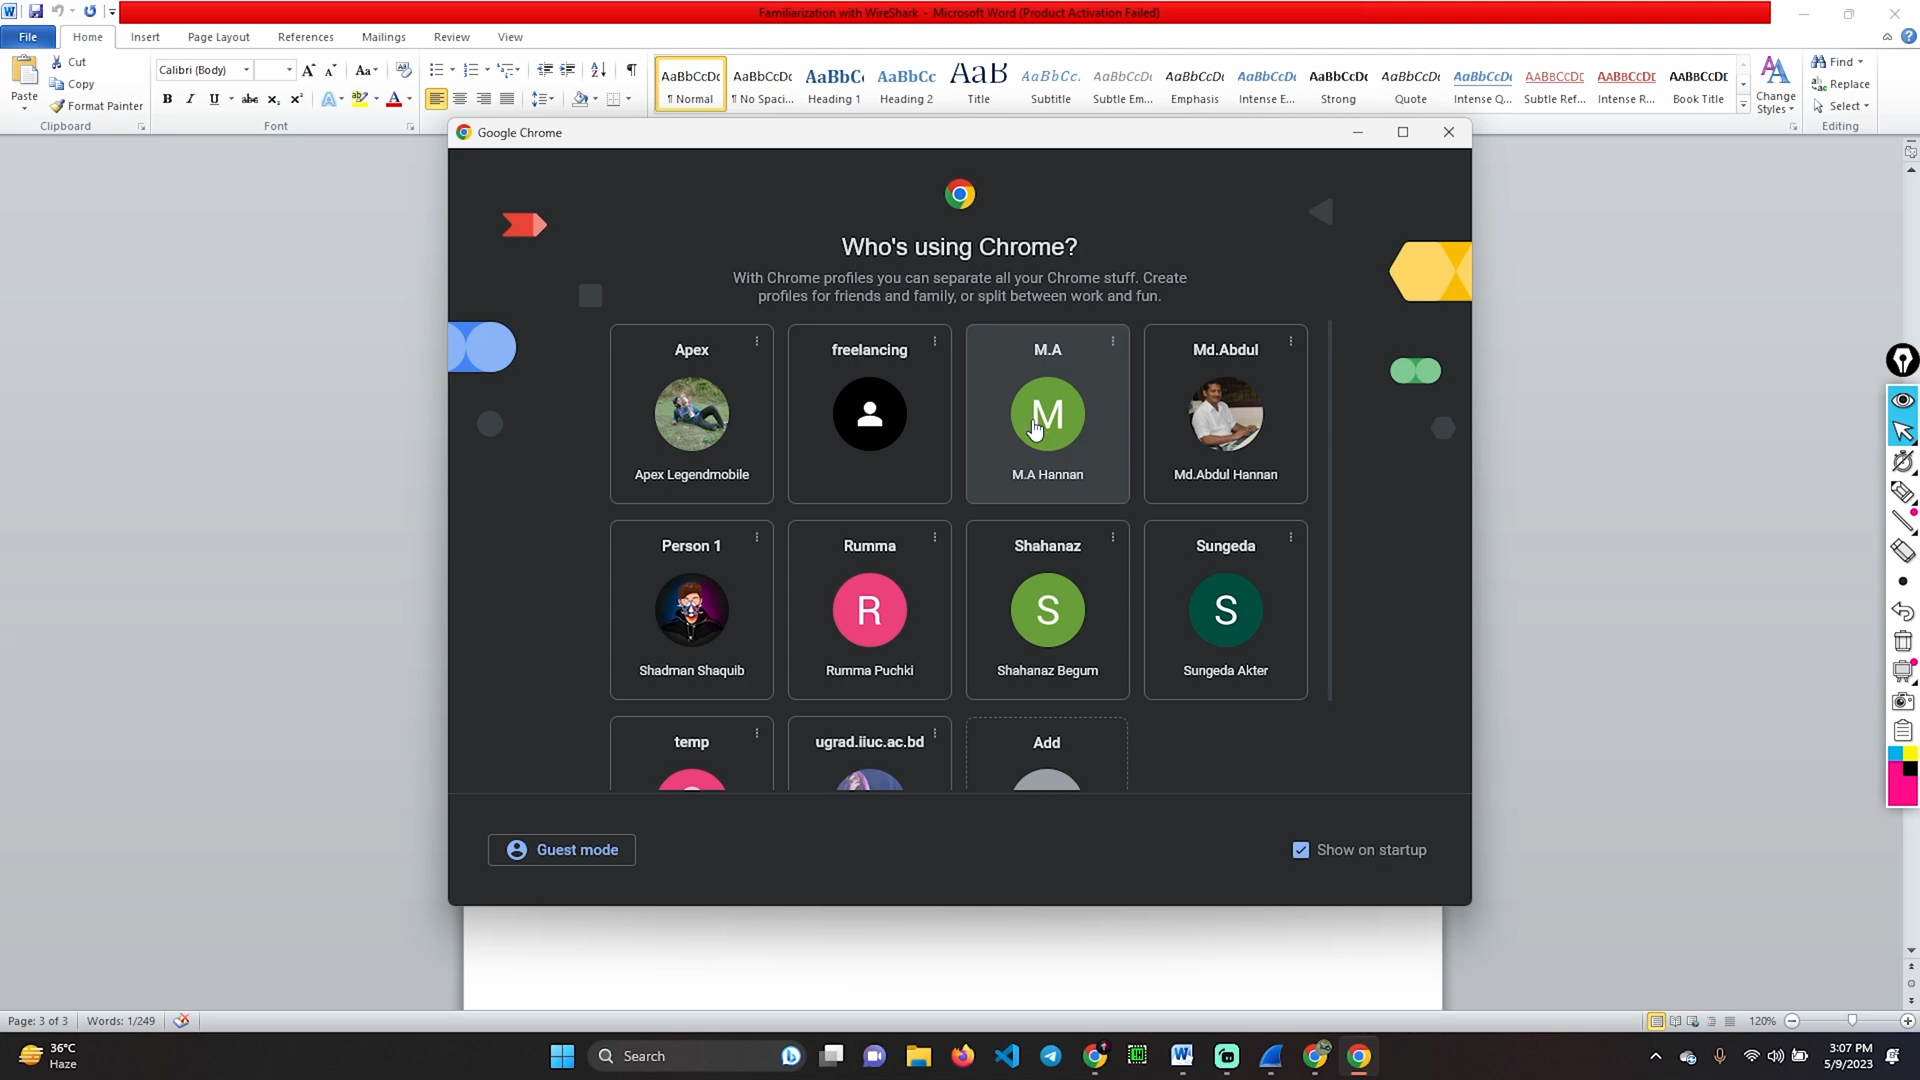 Familiarization with WireShark - Microsoft Word (Product Activation Failed)
File Home Insert Page Layout References Mailings Review View
Paste
Cut
Copy
Format Painter
Clipboard
Calibri (Body)
Font
AaBbCcDc
¶ Normal
AaBbCcDc
¶ No Spaci...
AaBbC
Heading 1
AaBbCc
Heading 2
AaB
Title
AaBbCc.
Subtitle
AaBbCcDc
Subtle Em...
AaBbCcDc
Emphasis
AaBbCcDc
Intense E...
AaBbCcDc
Strong
AaBbCcDc
Quote
AaBbCcDc
Intense Q...
AABBCCDC
Subtle Ref...
AABBCCDC
Intense R...
AABBCCDC
Book Title
Change
Styles
Find
Replace
Select
Editing
Google Chrome
Who's using Chrome?
With Chrome profiles you can separate all your Chrome stuff. Create
profiles for friends and family, or split between work and fun.
Apex
Apex Legendmobile
freelancing
M.A
M
M.A Hannan
Md.Abdul
Md.Abdul Hannan
Person 1
Shadman Shaquib
Rumma
R
Rumma Puchki
Shahanaz
S
Shahanaz Begum
Sungeda
S
Sungeda Akter
temp
ugrad.iiuc.ac.bd
Add
Guest mode
Show on startup
Page: 3 of 3 Words: 1/249
120%
36°C
Haze
Search
3:07 PM
5/9/2023